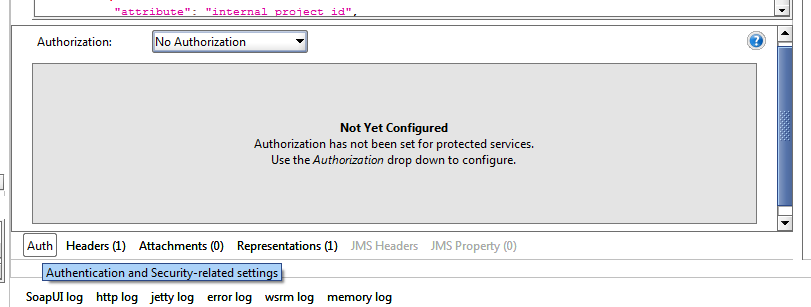 "attribute": "internal project id",
Authorization: No Authorization
?
Not Yet Configured
Authorization has not been set for protected services.
Use the Authorization drop down to configure.
Auth Headers (1) Attachments (0) Representations (1) JMS Headers JMS Property (0)
Authentication and Security-related settings
SoapUI log http log jetty log error log wsrm log memory log